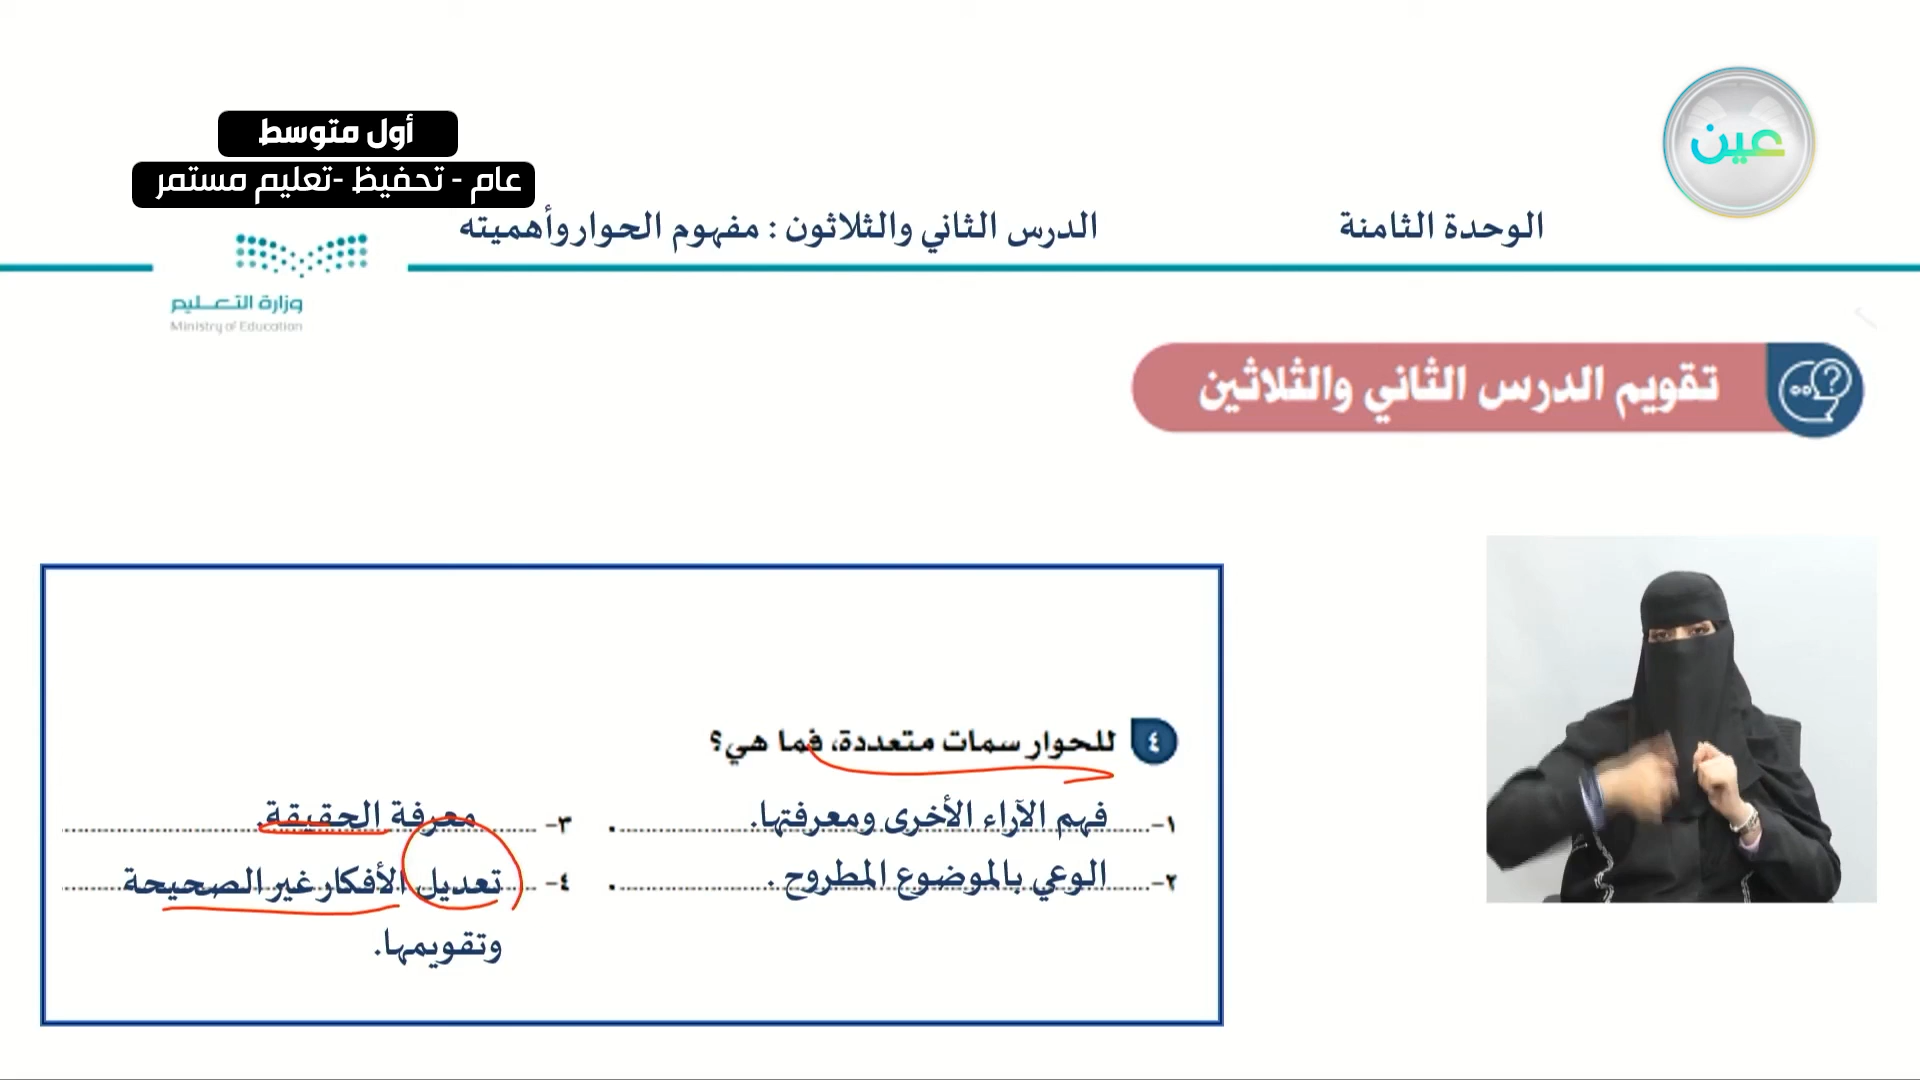 عين
أول متوسط
عام - تحفيظ -تعليم مستمر
الوحدة الثامنة
الدرس الثاني والثلاثون : مفهوم الحوار وأهميته
وزارة التعليم
Ministry of Education
تقويم الدرس الثاني والثلاثين
٤ للحوار سمات متعددة، فما هي؟
١- فهم الآراء الأخرى ومعرفتها.
٢- الوعي بالموضوع المطروح .
٣- معرفة الحقيقة.
٤- تعديل الأفكار غير الصحيحة
وتقويمها.